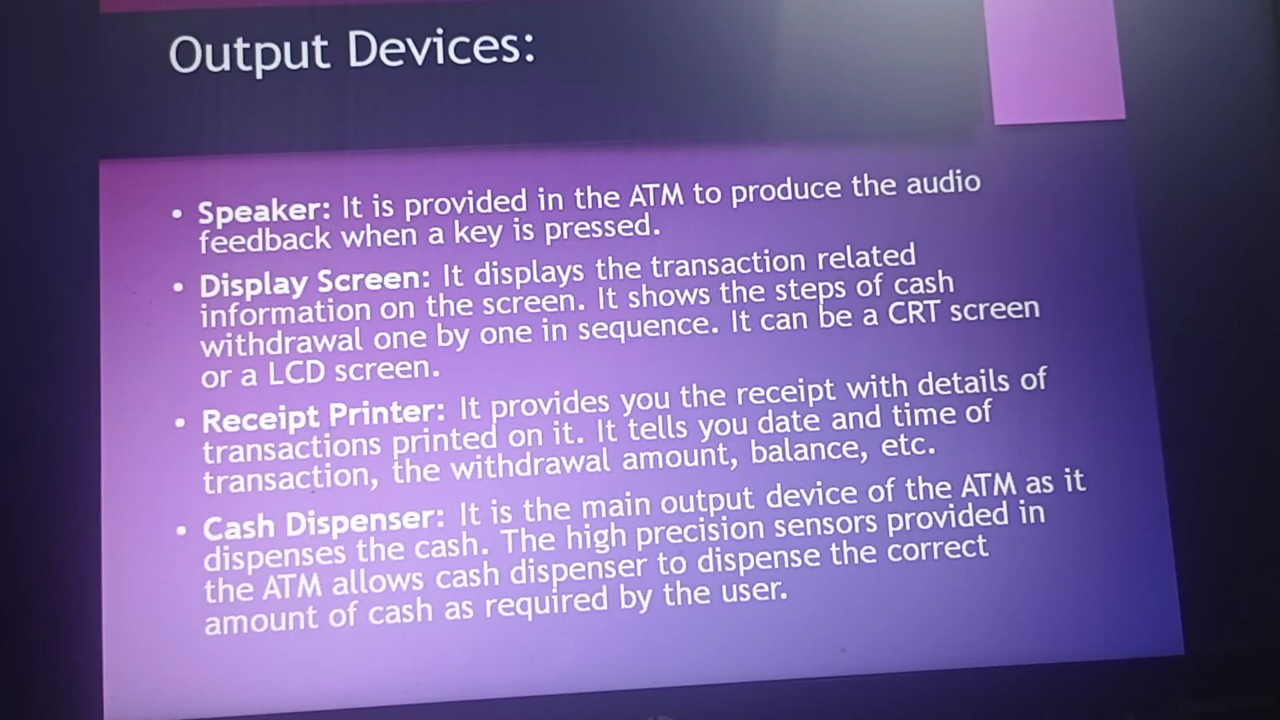 Output Devices:
• Speaker: It is provided in the ATM to produce the audio
feedback when a key is pressed.
• Display Screen: It displays the transaction related
information on the screen. It shows the steps of cash
withdrawal one by one in sequence. It can be a CRT screen
or a LCD screen.
• Receipt Printer: It provides you the receipt with details of
transactions printed on it. It tells you date and time of
transaction, the withdrawal amount, balance, etc.
• Cash Dispenser: It is the main output device of the ATM as it
dispenses the cash. The high precision sensors provided in
the ATM allows cash dispenser to dispense the correct
amount of cash as required by the user.